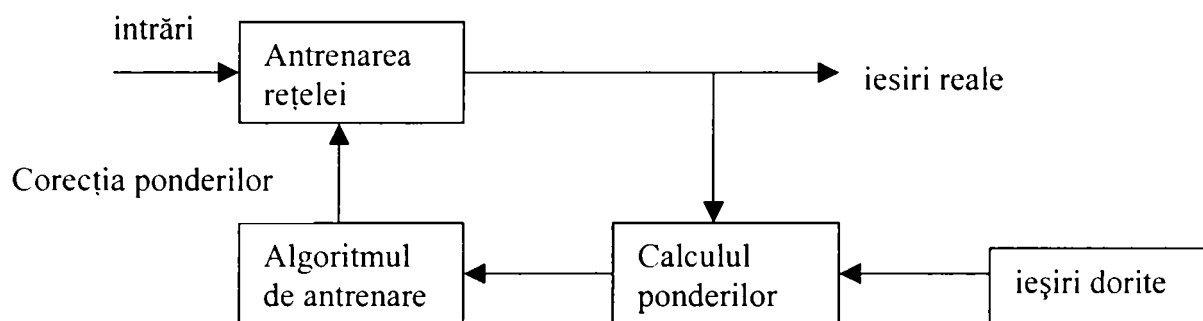 intrări
Antrenarea
rețelei
iesiri reale
Corecția ponderilor
Algoritmul
de antrenare
Calculul
ponderilor
ieşiri dorite